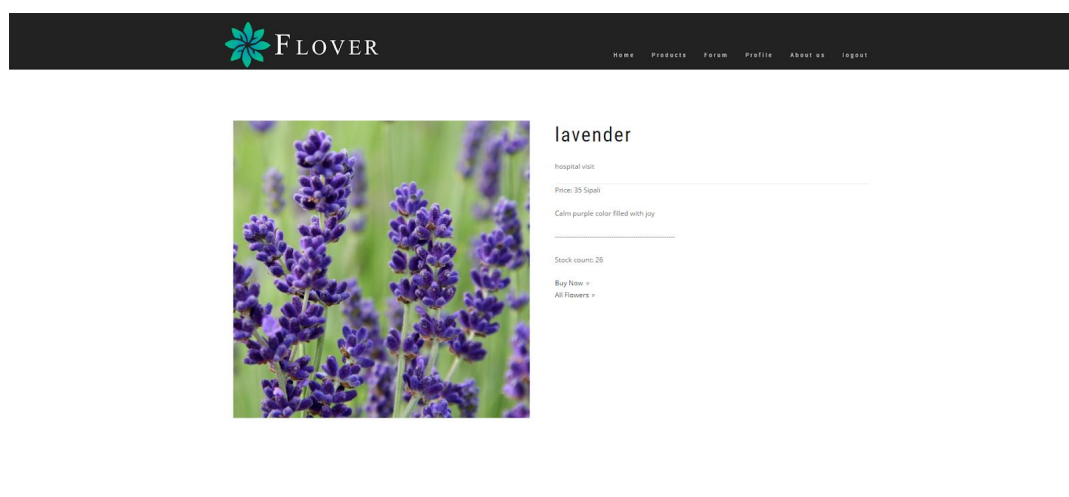 FLOVER
Home Products Forum Profile About us logout
lavender
hospital visit
Price: 35 Sipali
Calm purple color filled with joy
Stock count: 26
Buy Now »
All Flowers »